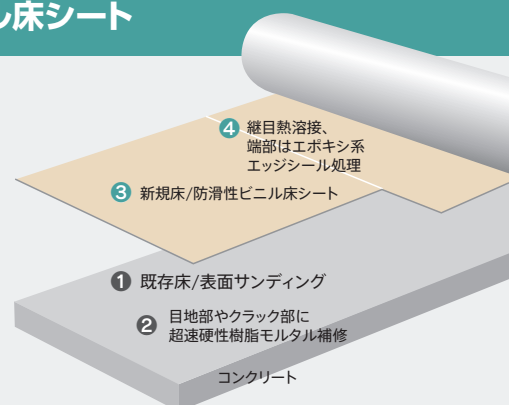 床シート
❹ 継目熱溶接、
端部はエポキシ系
エッジシール処理
❸ 新規床/防滑性ビニル床シート
❶ 既存床/表面サンディング
❷ 目地部やクラック部に
超速硬性樹脂モルタル補修
コンクリート